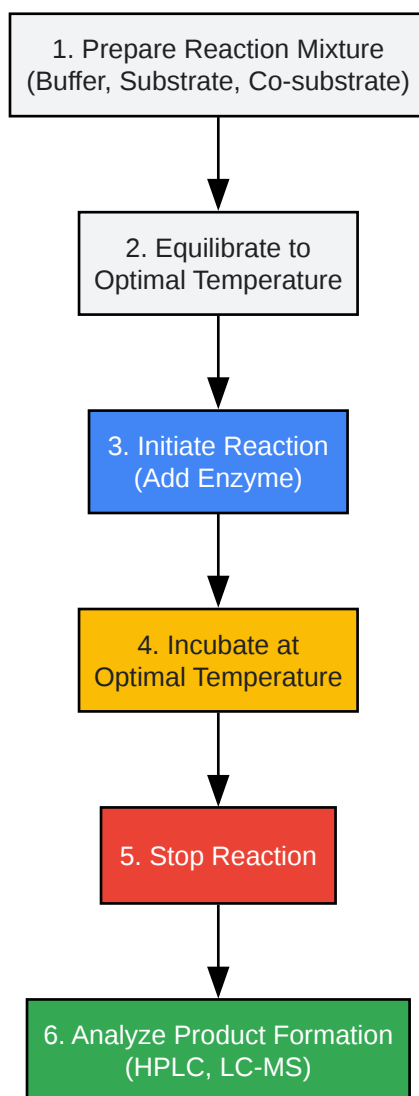 1. Prepare Reaction Mixture
(Buffer, Substrate, Co-substrate)
2. Equilibrate to
Optimal Temperature
3. Initiate Reaction
(Add Enzyme)
4. Incubate at
Optimal Temperature
5. Stop Reaction
6. Analyze Product Formation
(HPLC, LC-MS)